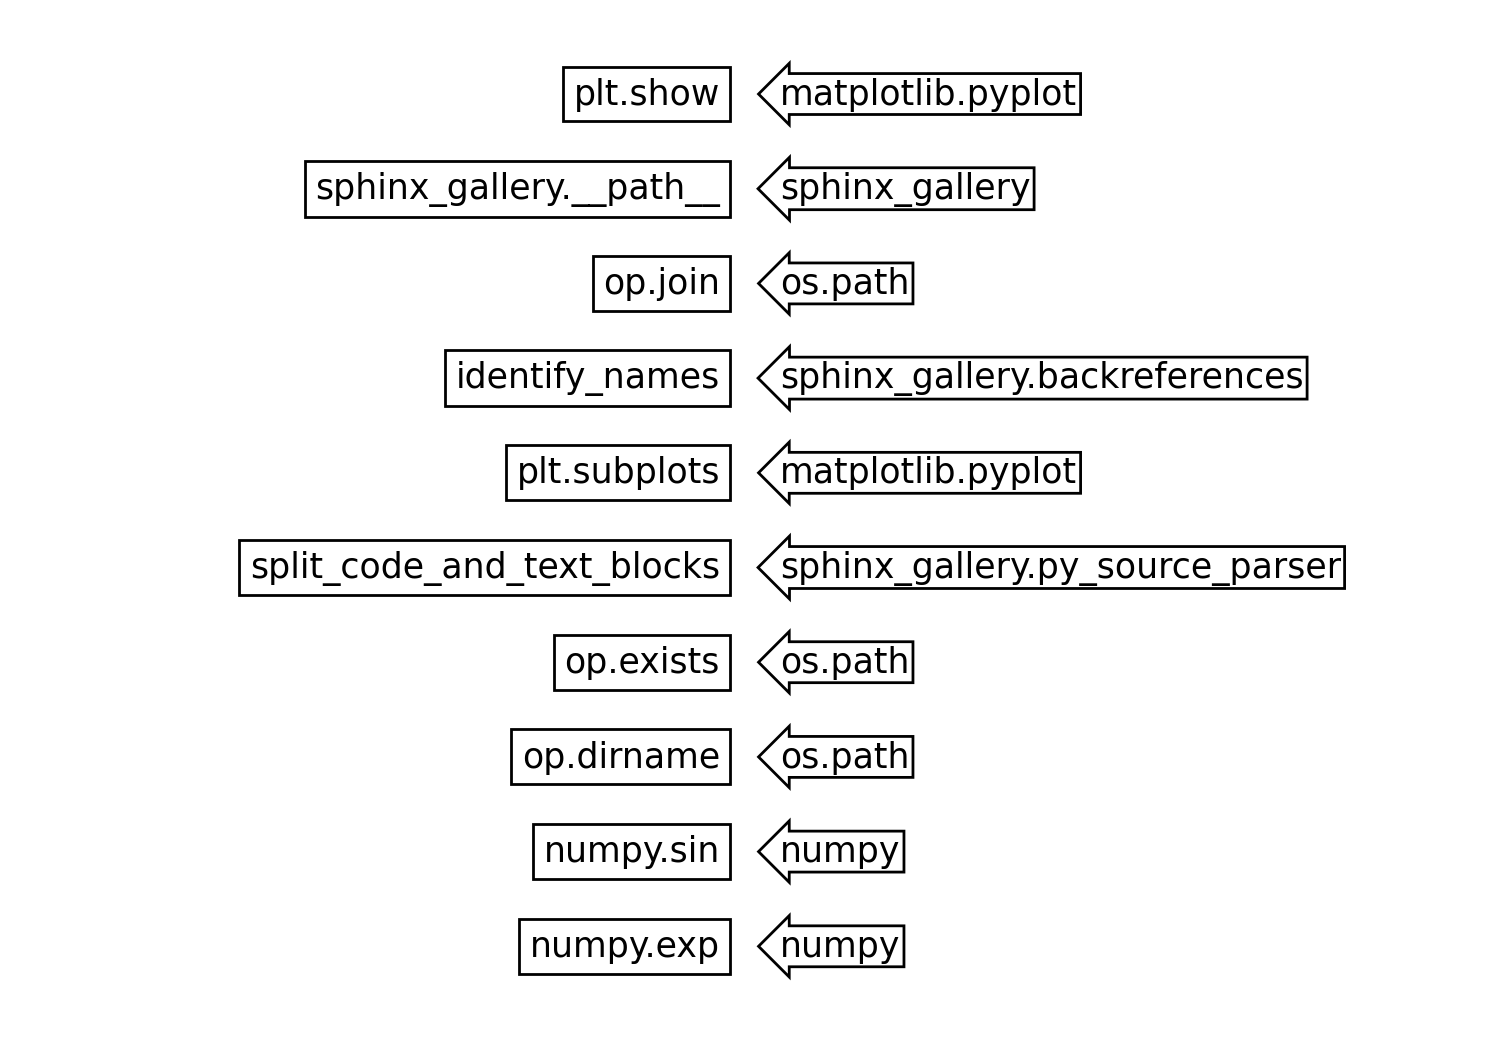 plt.show matplotlib.pyplot
sphinx_gallery.__path__ sphinx_gallery
op.join os.path
identify_names sphinx_gallery.backreferences
plt.subplots matplotlib.pyplot
split_code_and_text_blocks sphinx_gallery.py_source_parser
op.exists os.path
op.dirname os.path
numpy.sin numpy
numpy.exp numpy